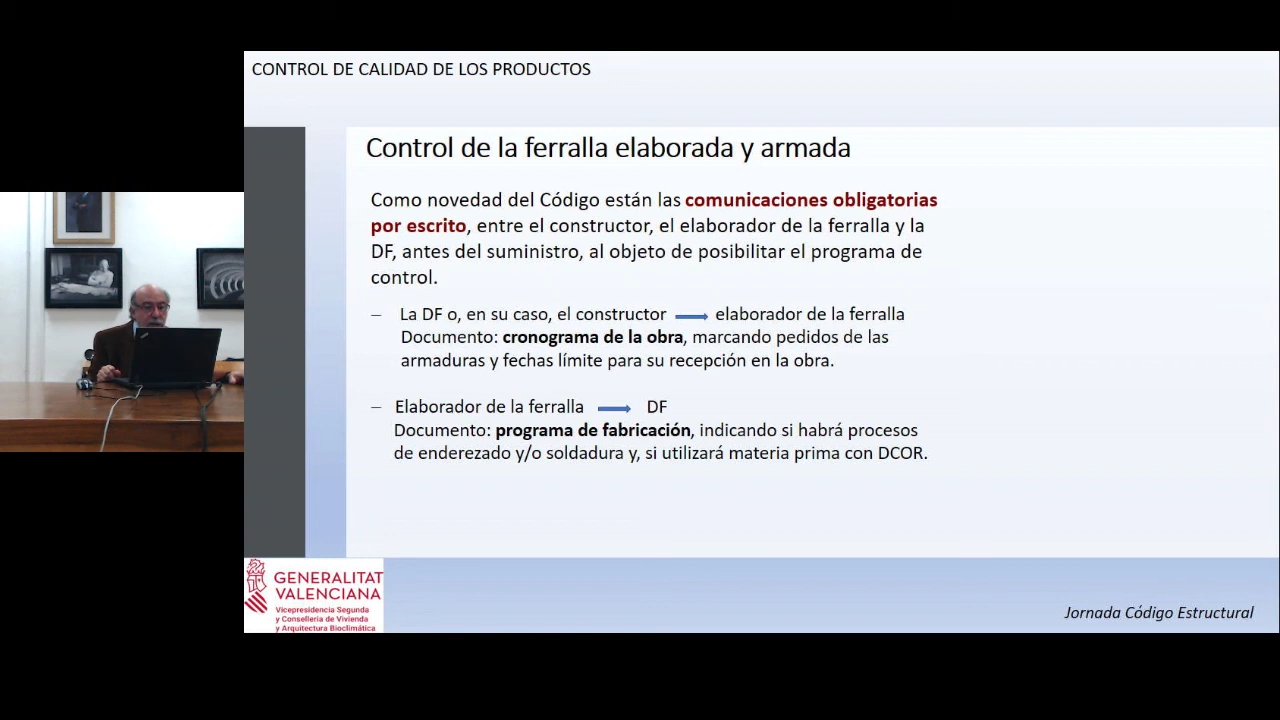 CONTROL DE CALIDAD DE LOS PRODUCTOS
Control de la ferralla elaborada y armada
Como novedad del Código están las comunicaciones obligatorias
por escrito, entre el constructor, el elaborador de la ferralla y la
DF, antes del suministro, al objeto de posibilitar el programa de
control.
– La DF o, en su caso, el constructor elaborador de la ferralla
Documento: cronograma de la obra, marcando pedidos de las
armaduras y fechas límite para su recepción en la obra.
– Elaborador de la ferralla DF
Documento: programa de fabricación, indicando si habrá procesos
de enderezado y/o soldadura y, si utilizará materia prima con DCOR.
GENERALITAT
VALENCIANA
Vicepresidencia Segunda
y Conselleria de Vivienda
y Arquitectura Bioclimática
Jornada Código Estructural